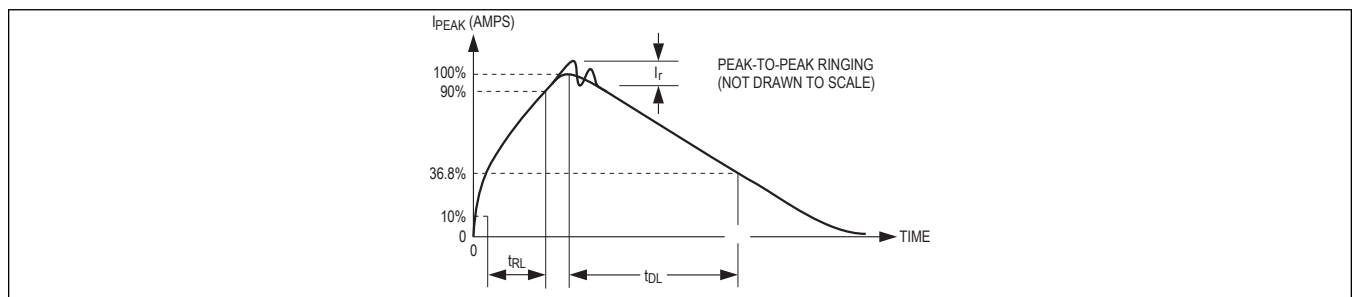 IPEAK (AMPS)
PEAK-TO-PEAK RINGING
(NOT DRAWN TO SCALE)
Ir
100%
90%
36.8%
10%
0
0
TIME
tRL
tDL